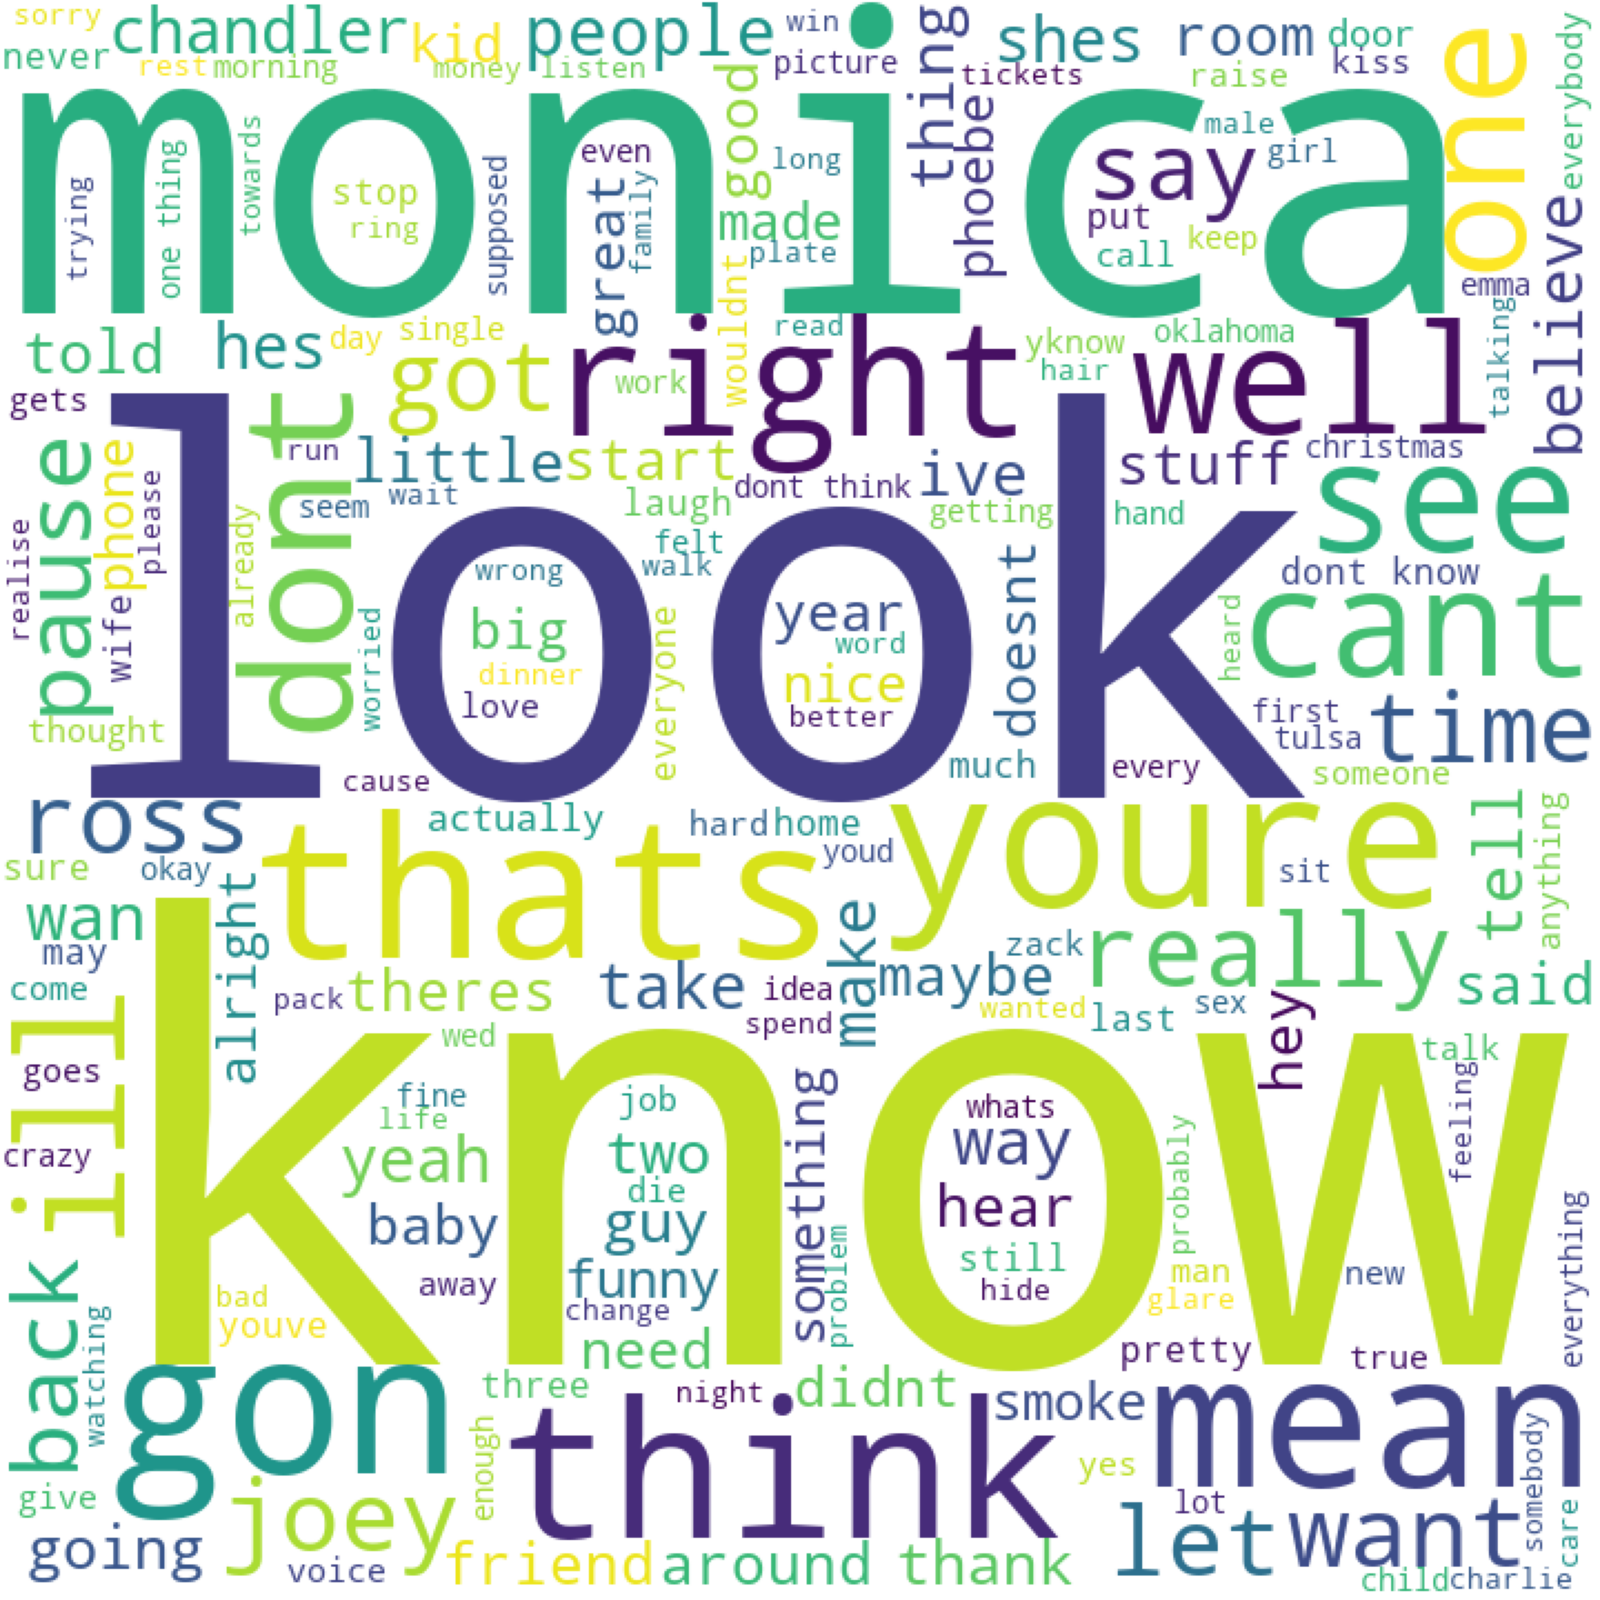 sorry
chandler
kid
people
win
shes
room
door
never
rest
morning
money
listen
picture
thing
tickets
raise
kiss
one
everybody
monica
good
phoebe
male
say
girl
trying
one thing
towards
stop
ring
supposed
even
great
family
long
made
plate
put
call
keep
believe
emma
told
hes
day
single
wouldnt
read
yknow
oklahoma
talking
hair
got
work
right
well
gets
look
dont
run
little
start
stuff
christmas
pause
phone
please
seem
wait
laugh
dont think
ive
getting
hand
see
realise
wife
already
felt
walk
wrong
doesnt
dont know
cant
heard
big
year
word
worried
everyone
dinner
nice
love
better
first
tulsa
time
thought
much
every
someone
cause
ross
actually
hard
home
youd
youre
tell
anything
sure
okay
thats
sit
wan
alright
make
may
zack
really
come
pack
theres
take
idea
maybe
wanted
last
sex
said
spend
hey
ill
know
wed
goes
talk
feeling
fine
life
job
whats
crazy
yeah
two
something
way
probably
die
baby
guy
hear
problem
everything
back
still
away
funny
hide
man
new
glare
bad
youve
change
watching
need
pretty
true
gon
three
night
didnt
smoke
mean
think
enough
yes
somebody
give
joey
lot
going
voice
friend
around
thank
let
want
care
child
charlie